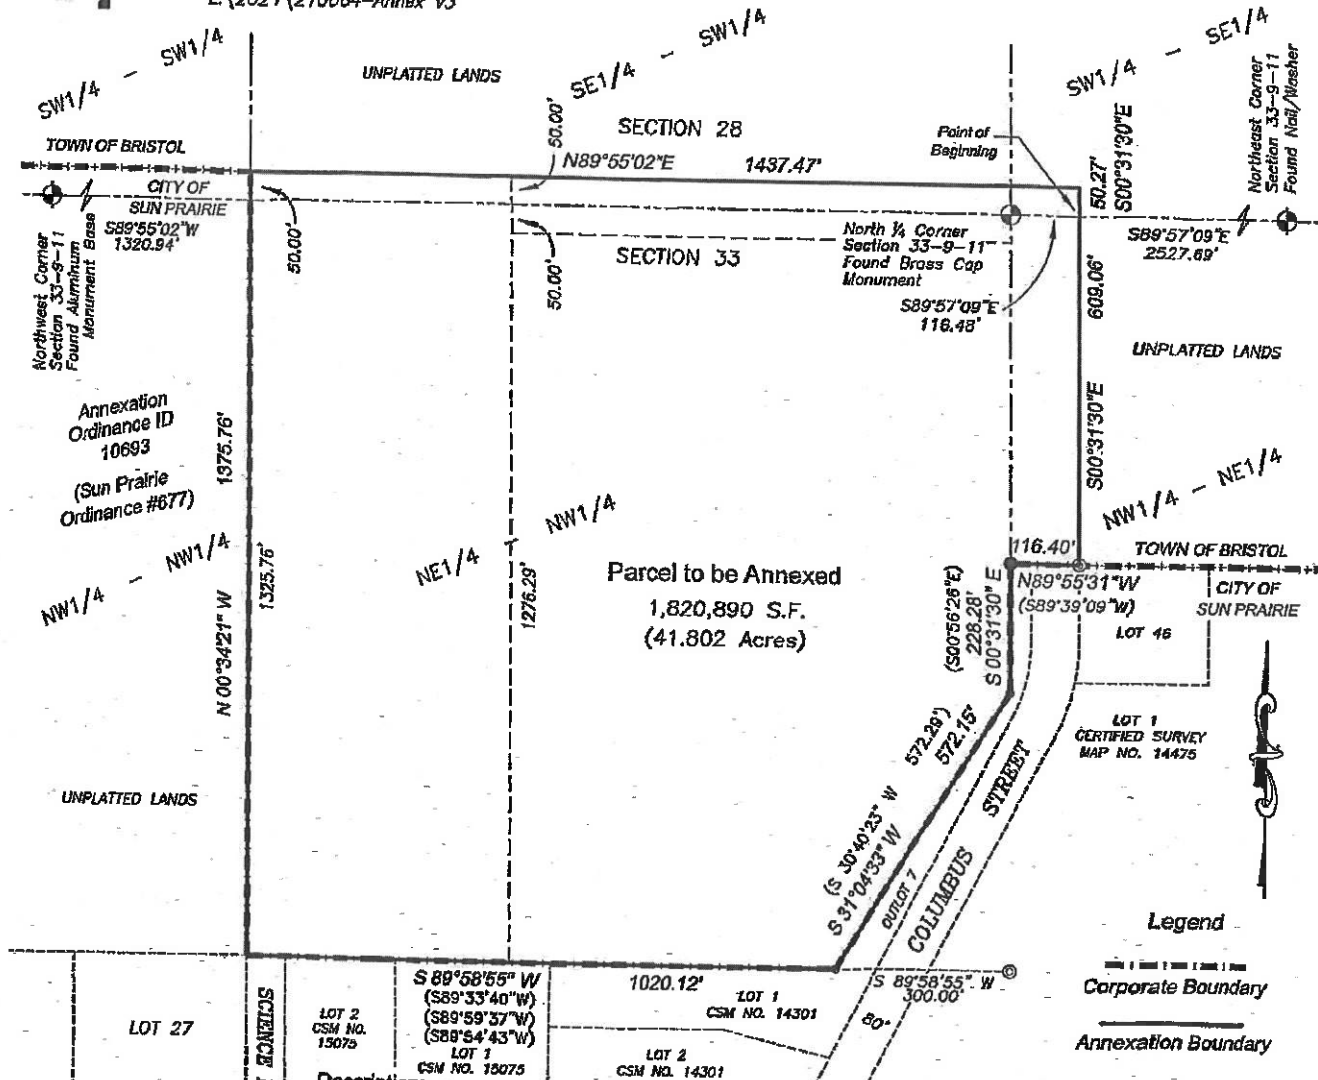 SW1/4 - SW1/4
UNPLATTED LANDS
SE1/4 - SW1/4
SW1/4 - SE1/4
SECTION 28
50.00'
N89°55'02"E 1437.47'
Point of
Beginning
50.27'
S00°31'30"E
Northeast Corner
Section 33-9-11
Found Nail/Washer
TOWN OF BRISTOL
CITY OF
SUN PRAIRIE
S89°55'02"W
1320.94'
Northwest Corner
Section 33-9-11
Found Aluminum
Monument Base
50.00'
50.00'
SECTION 33
North ¼ Corner
Section 33-9-11
Found Brass Cap
Monument
S89°57'09"E
116.48'
S89°57'09"E
2527.69'
609.06'
S00°31'30"E
UNPLATTED LANDS
Annexation
Ordinance ID
10693
(Sun Prairie
Ordinance #677)
1375.76'
N 00°34'21" W
1325.76'
NW1/4 - NW1/4
NE1/4 - NW1/4
NW1/4 - NE1/4
1276.29'
Parcel to be Annexed
1,820,890 S.F.
(41.802 Acres)
116.40'
N89°55'31"W
(S89°39'09"W)
TOWN OF BRISTOL
CITY OF
SUN PRAIRIE
LOT 46
(S00°56'26"E)
228.28'
S 00°31'30" E
LOT 1
CERTIFIED SURVEY
MAP NO. 14475
(S 30°40'23" W 572.29')
S 31°04'33" W 572.15'
OUTLOT 7
COLUMBUS STREET
UNPLATTED LANDS
Legend
Corporate Boundary
Annexation Boundary
S 89°58'55" W 1020.12'
(S89°33'40"W)
(S89°59'37"W)
(S89°54'43"W)
LOT 1
CSM NO. 15075
S 89°58'55" W
300.00'
80'
LOT 27
SCIENCE
LOT 2
CSM NO.
15075
LOT 1
CSM NO. 14301
LOT 2
CSM NO. 14301